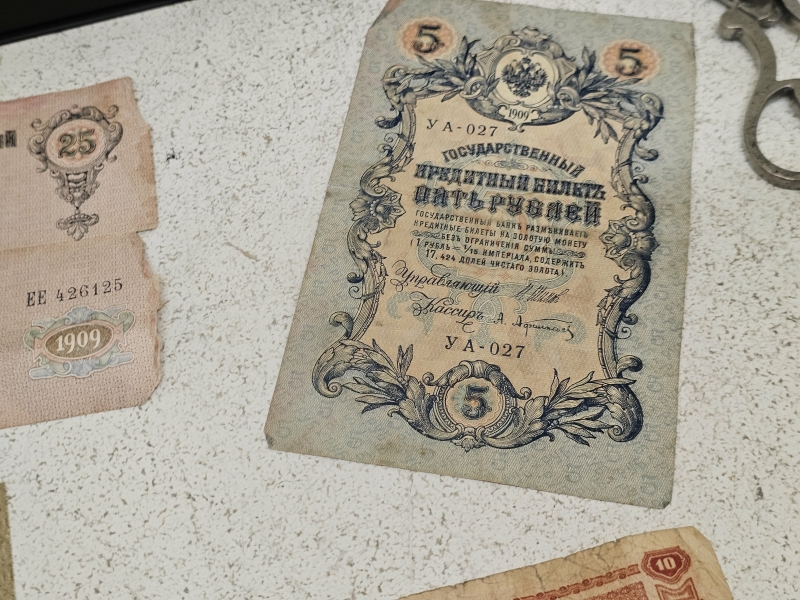 5
5
1909
УА-027
ГОСУДАРСТВЕННЫЙ
КРЕДИТНЫЙ БИЛЕТЪ
ПЯТЬ РУБЛЕЙ
ГОСУДАРСТВЕННЫЙ БАНКЪ РАЗМѢНИВАЕТЪ
КРЕДИТНЫЕ БИЛЕТЫ НА ЗОЛОТУЮ МОНЕТУ
БЕЗЪ ОГРАНИЧЕНІЯ СУММЫ
(1 РУБЛЬ = 1/15 ИМПЕРІАЛА, СОДЕРЖИТЪ
17,424 ДОЛЕЙ ЧИСТАГО ЗОЛОТА)
Управляющій
Кассиръ
УА-027
5
25
ЕЕ 426125
1909
10